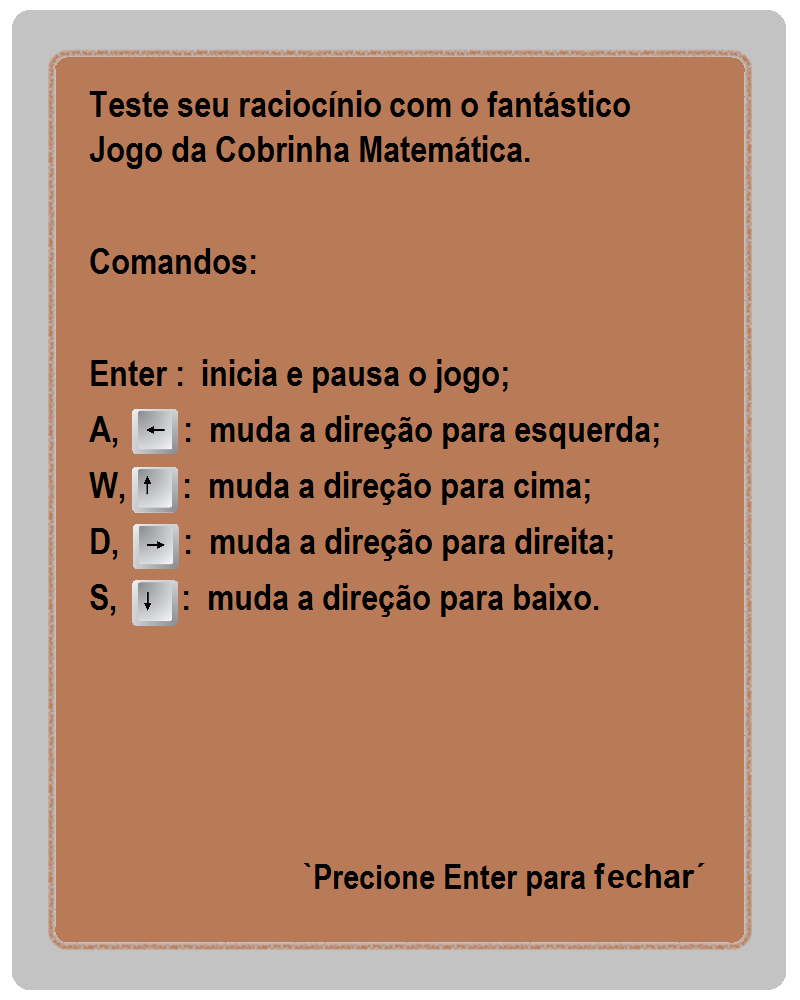 Teste seu raciocínio com o fantástico
Jogo da Cobrinha Matemática.
Comandos:
Enter :  inicia e pausa o jogo;
A, ← :  muda a direção para esquerda;
W, ↑ :  muda a direção para cima;
D, → :  muda a direção para direita;
S, ↓ :  muda a direção para baixo.
`Precione Enter para fechar´